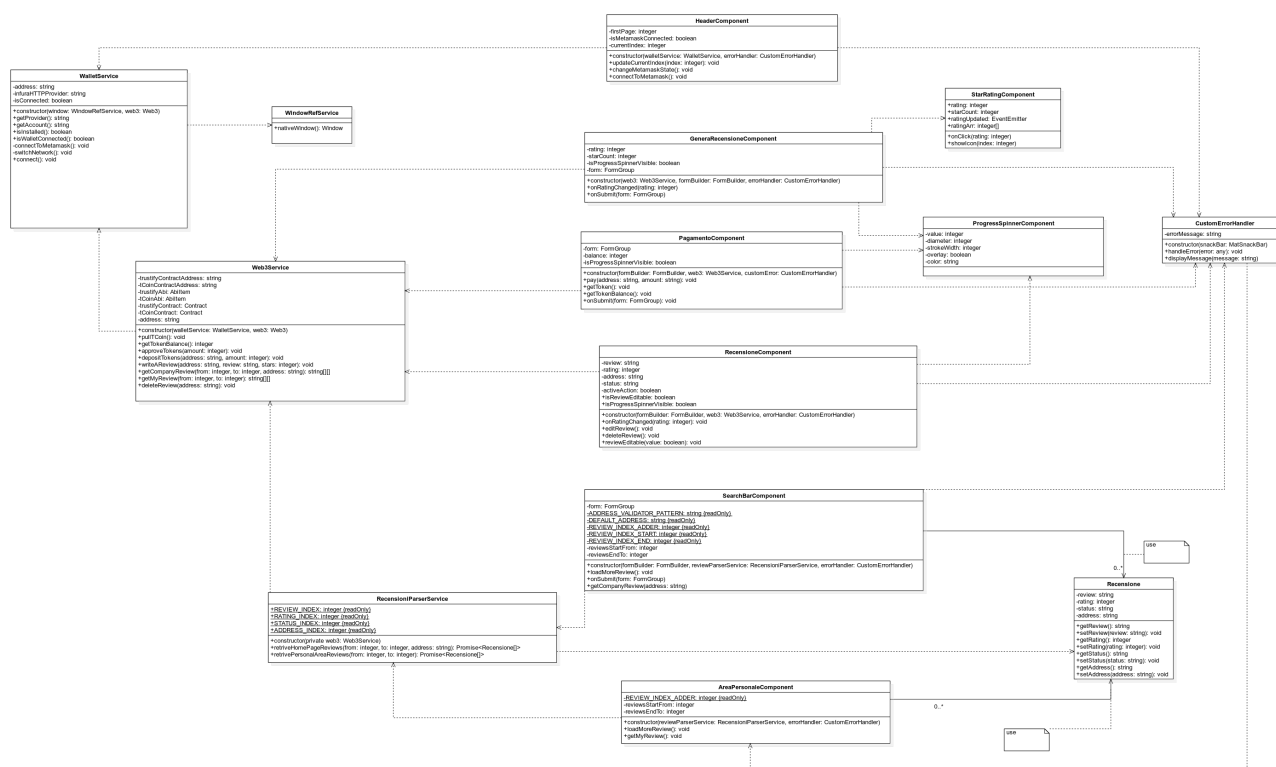 HeaderComponent
-firstPage: integer
-isMetamaskConnected: boolean
-currentIndex: integer
+constructor(walletService: WalletService, errorHandler: CustomErrorHandler)
+updateCurrentIndex(index: integer): void
+changeMetamaskState(): void
+connectToMetamask(): void
WalletService
-address: string
-infuraHTTPProvider: string
-isConnected: boolean
+constructor(window: WindowRefService, web3: Web3)
+getProvider(): string
+getAccount(): string
+isInstalled(): boolean
+isWalletConnected(): boolean
-connectToMetamask(): void
-switchNetwork(): void
+connect(): void
WindowRefService
+nativeWindow(): Window
StarRatingComponent
+rating: integer
+starCount: integer
+ratingUpdated: EventEmitter
+ratingArr: integer[]
+onClick(rating: integer)
+showIcon(index: integer)
GeneraRecensioneComponent
-rating: integer
-starCount: integer
-isProgressSpinnerVisible: boolean
-form: FormGroup
+constructor(web3: Web3Service, formBuilder: FormBuilder, errorHandler: CustomErrorHandler)
+onRatingChanged(rating: integer)
+onSubmit(form: FormGroup)
ProgressSpinnerComponent
-value: integer
-diameter: integer
-strokeWidth: integer
-overlay: boolean
-color: string
CustomErrorHandler
-errorMessage: string
+constructor(snackBar: MatSnackBar)
+handleError(error: any): void
+displayMessage(message: string)
PagamentoComponent
-form: FormGroup
-balance: integer
-isProgressSpinnerVisible: boolean
+constructor(formBuilder: FormBuilder, web3: Web3Service, customError: CustomErrorHandler)
+pay(address: string, amount: string): void
+getToken(): void
+getTokenBalance(): void
+onSubmit(form: FormGroup): void
Web3Service
-trustifyContractAddress: string
-tCoinContractAddress: string
-trustifyAbi: AbiItem
-tCoinAbi: AbiItem
-trustifyContract: Contract
-tCoinContract: Contract
-address: string
+constructor(walletService: WalletService, web3: Web3)
+pullTCoin(): void
+getTokenBalance(): integer
+approveTokens(amount: integer): void
+depositTokens(address: string, amount: integer): void
+writeAReview(address: string, review: string, stars: integer): void
+getCompanyReview(from: integer, to: integer, address: string): string[][]
+getMyReview(from: integer, to: integer): string[][]
+deleteReview(address: string): void
RecensioneComponent
-review: string
-rating: integer
-address: string
-status: string
-activeAction: boolean
+isReviewEditable: boolean
+isProgressSpinnerVisible: boolean
+constructor(formBuilder: FormBuilder, web3: Web3Service, errorHandler: CustomErrorHandler)
+onRatingChanged(rating: integer): void
+editReview(): void
+deleteReview(): void
+reviewEditable(value: boolean): void
SearchBarComponent
-form: FormGroup
-ADDRESS_VALIDATOR_PATTERN: string {readOnly}
-DEFAULT_ADDRESS: string {readOnly}
-REVIEW_INDEX_ADDER: integer {readOnly}
-REVIEW_INDEX_START: integer {readOnly}
-REVIEW_INDEX_END: integer {readOnly}
-reviewsStartFrom: integer
-reviewsEndTo: integer
+constructor(formBuilder: FormBuilder, reviewParserService: RecensioniParserService, errorHandler: CustomErrorHandler)
+loadMoreReview(): void
+onSubmit(form: FormGroup)
+getCompanyReview(address: string)
use
0..*
Recensione
-review: string
-rating: integer
-status: string
-address: string
+getReview(): string
+setReview(review: string): void
+getRating(): integer
+setRating(rating: integer): void
+getStatus(): string
+setStatus(status: string): void
+getAddress(): string
+setAddress(address: string): void
RecensioniParserService
+REVIEW_INDEX: integer {readOnly}
+RATING_INDEX: integer {readOnly}
+STATUS_INDEX: integer {readOnly}
+ADDRESS_INDEX: integer {readOnly}
+constructor(private web3: Web3Service)
+retriveHomePageReviews(from: integer, to: integer, address: string): Promise<Recensione[]>
+retrivePersonalAreaReviews(from: integer, to: integer): Promise<Recensione[]>
AreaPersonaleComponent
-REVIEW_INDEX_ADDER: integer {readOnly}
-reviewsStartFrom: integer
-reviewsEndTo: integer
+constructor(reviewParserService: RecensioniParserService, errorHandler: CustomErrorHandler)
+loadMoreReview(): void
+getMyReview(): void
0..*
use